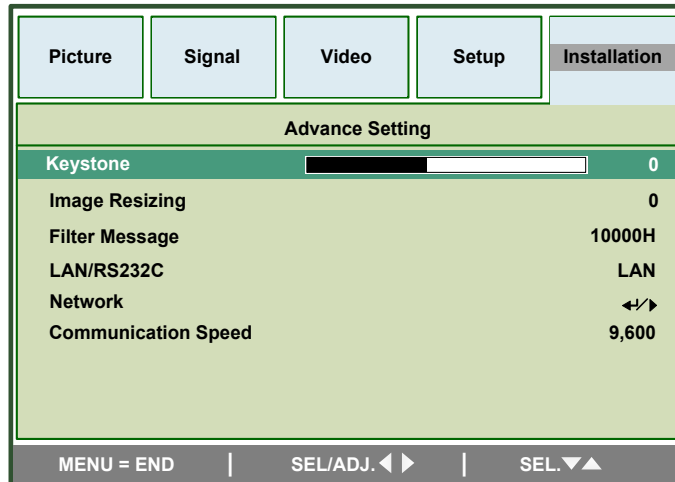 Picture Signal Video Setup Installation
Advance Setting
Keystone 0
Image Resizing 0
Filter Message 10000H
LAN/RS232C LAN
Network
Communication Speed 9,600
MENU = END | SEL/ADJ. | SEL.